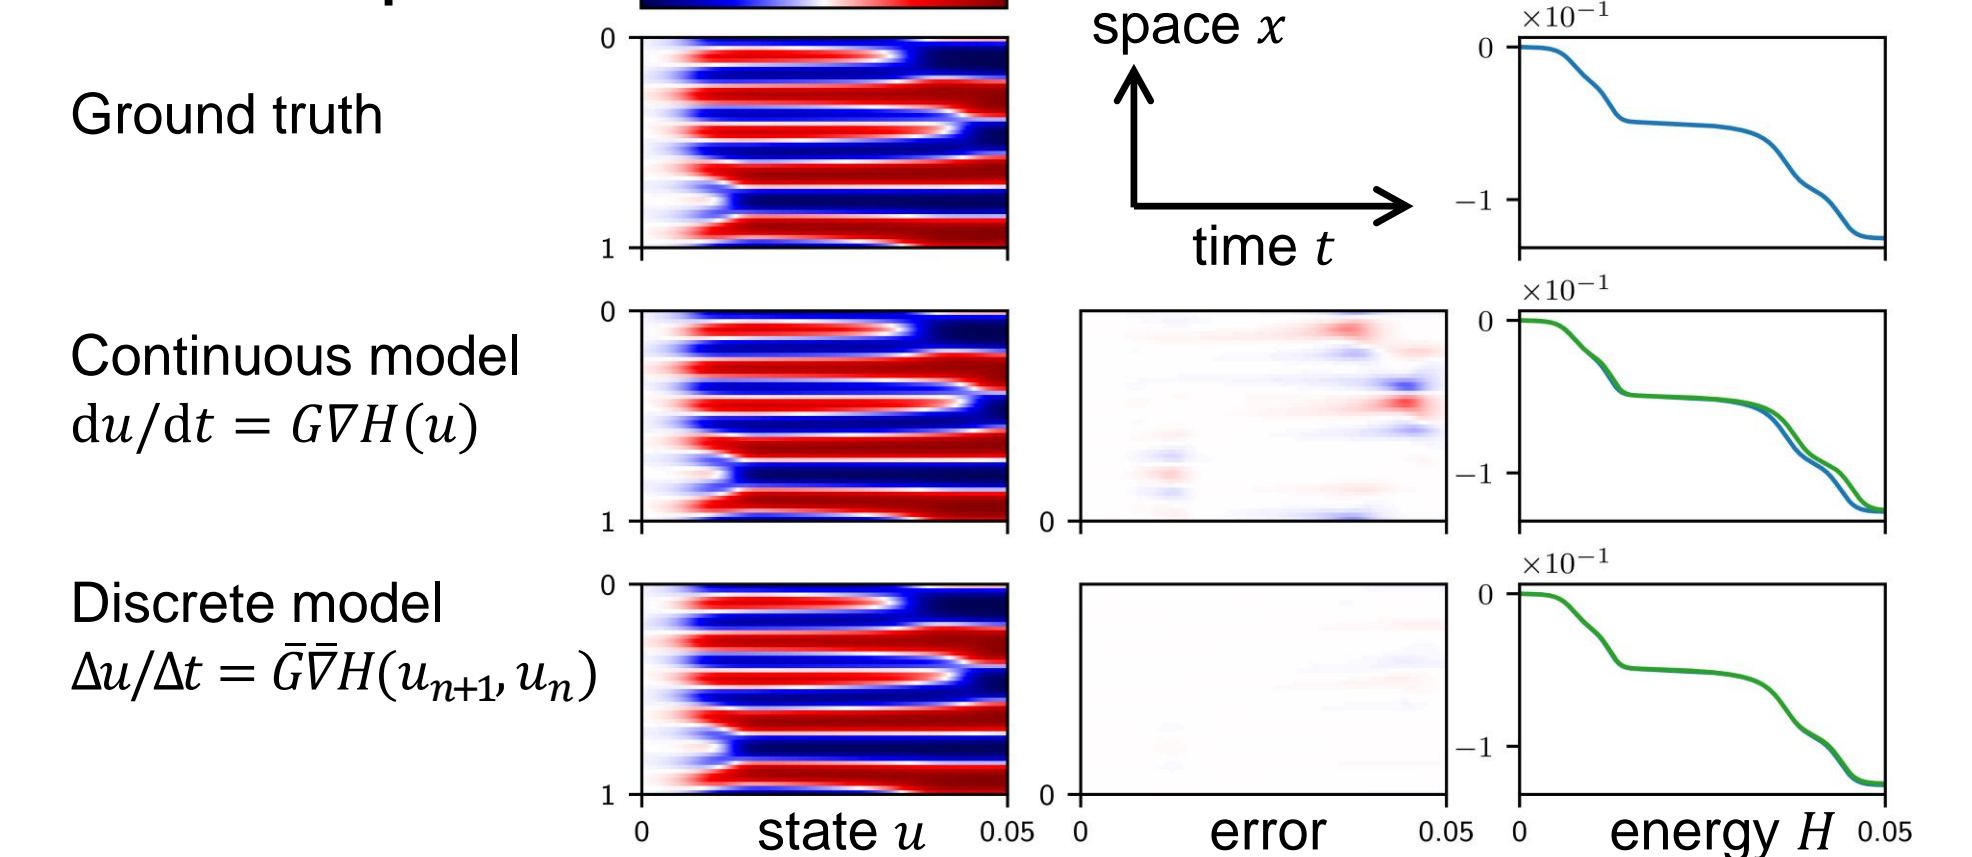 ×10⁻¹
space 𝑥
0
0
Ground truth
−1
time 𝑡
1
×10⁻¹
0
0
Continuous model
d𝑢/d𝑡 = 𝐺∇𝐻(𝑢)
−1
1
0
×10⁻¹
0
0
Discrete model
Δ𝑢/Δ𝑡 = 𝐺̄∇̄𝐻(𝑢ₙ₊₁, 𝑢ₙ)
−1
1
0
0 state 𝑢 0.05 0 error 0.05 0 energy 𝐻 0.05